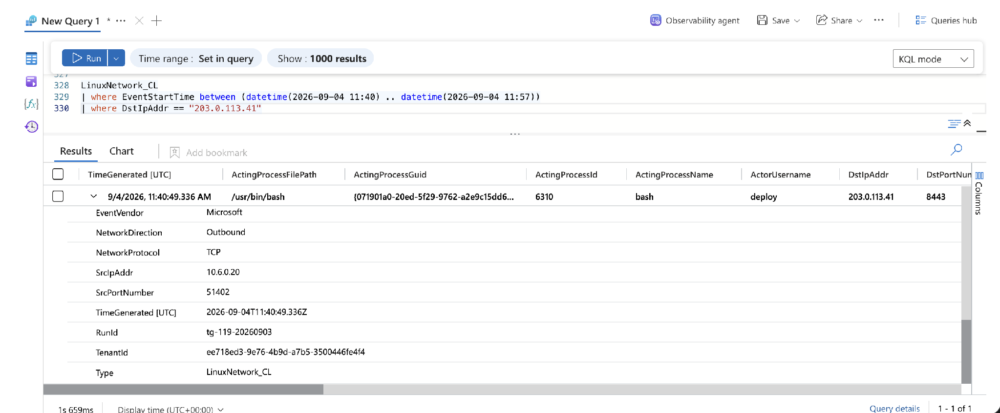 New Query 1 * ...
Observability agent Save Share ... Queries hub
Run Time range : Set in query Show : 1000 results KQL mode
327
328 LinuxNetwork_CL
329 | where EventStartTime between (datetime(2026-09-04 11:40) .. datetime(2026-09-04 11:57))
330 | where DstIpAddr == "203.0.113.41"
...
Results Chart Add bookmark
TimeGenerated [UTC] ActingProcessFilePath ActingProcessGuid ActingProcessId ActingProcessName ActorUsername DstIpAddr DstPortNum
Columns
9/4/2026, 11:40:49.336 AM /usr/bin/bash {071901a0-20ed-5f29-9762-a2e9c15dd6... 6310 bash deploy 203.0.113.41 8443
EventVendor Microsoft
NetworkDirection Outbound
NetworkProtocol TCP
SrcIpAddr 10.6.0.20
SrcPortNumber 51402
TimeGenerated [UTC] 2026-09-04T11:40:49.336Z
RunId tg-119-20260903
TenantId ee718ed3-9e76-4b9d-a7b5-3500446fe4f4
Type LinuxNetwork_CL
1s 659ms Display time (UTC+00:00) Query details 1 - 1 of 1